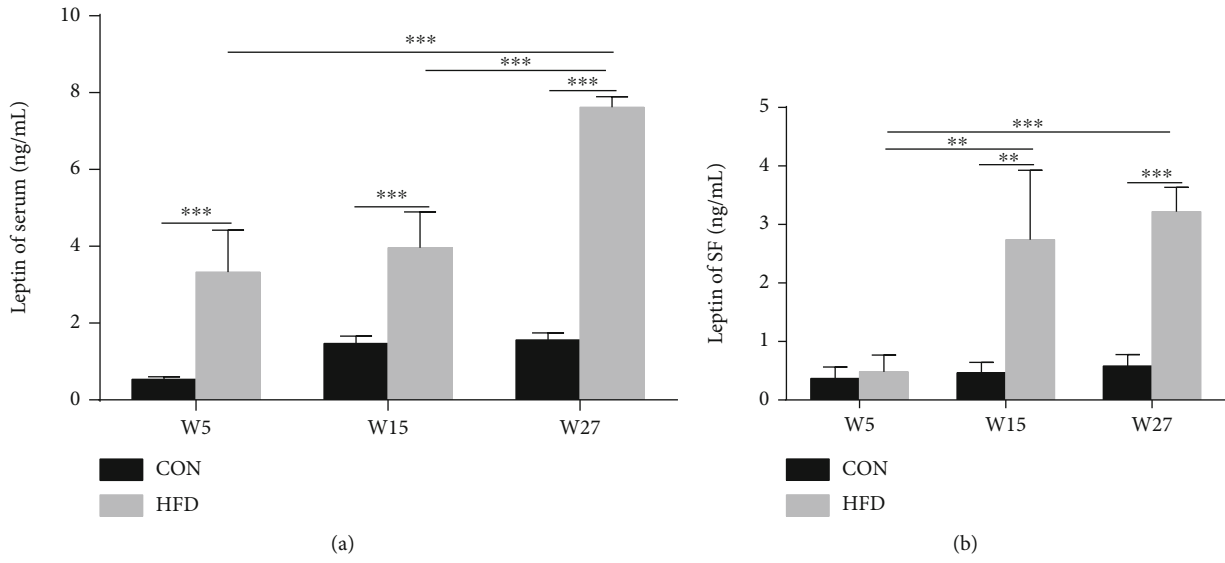 Leptin of serum (ng/mL)
10
8
6
4
2
0
***
***
***
***
***
W5
W15
W27
CON
HFD
(a)
Leptin of SF (ng/mL)
5
4
3
2
1
0
***
**
**
***
W5
W15
W27
CON
HFD
(b)